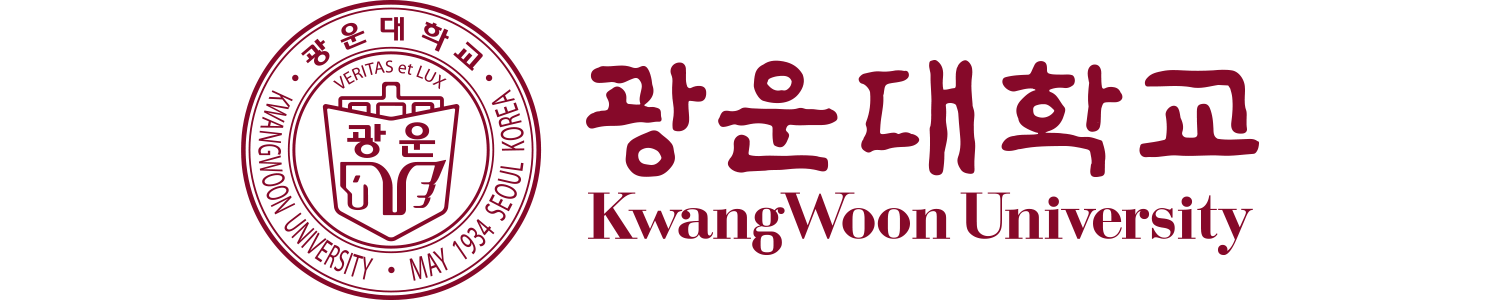 광운대학교
VERITAS et LUX
광운
KWANGWOON UNIVERSITY • MAY 1934 SEOUL KOREA
광운대학교
KwangWoon University